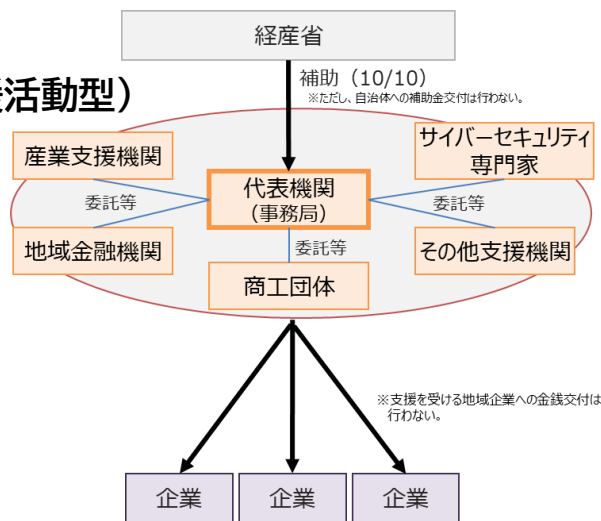 経産省
補助（10/10）
※ただし、自治体への補助金交付は行わない。
援活動型）
産業支援機関
サイバーセキュリティ
専門家
代表機関
（事務局）
委託等
委託等
地域金融機関
委託等
その他支援機関
商工団体
※支援を受ける地域企業への金銭交付は
行わない。
企業
企業
企業